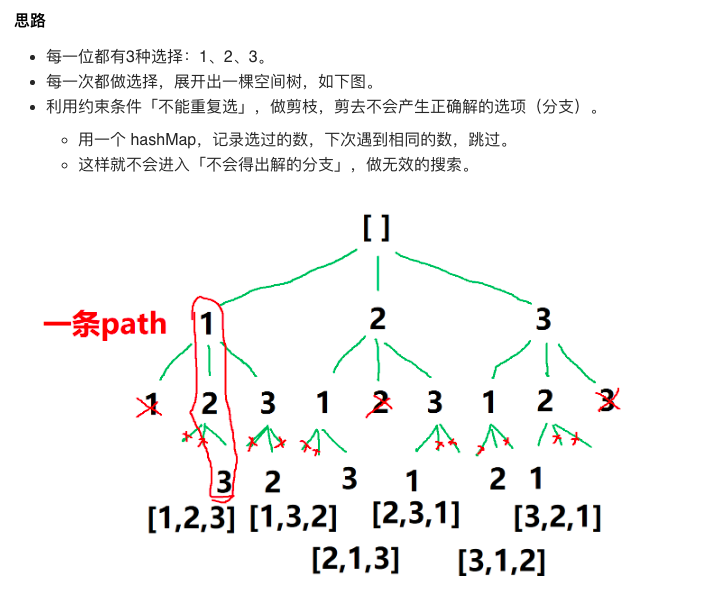 思路
每一位都有3种选择：1、2、3。
每一次都做选择，展开出一棵空间树，如下图。
利用约束条件「不能重复选」，做剪枝，剪去不会产生正确解的选项（分支）。
用一个 hashMap，记录选过的数，下次遇到相同的数，跳过。
这样就不会进入「不会得出解的分支」，做无效的搜索。
[ ]
一条path 1 2 3
1 2 3 1 2 3 1 2 3
3 2 3 1 2 1
[1,2,3] [1,3,2] [2,3,1] [3,2,1]
[2,1,3] [3,1,2]